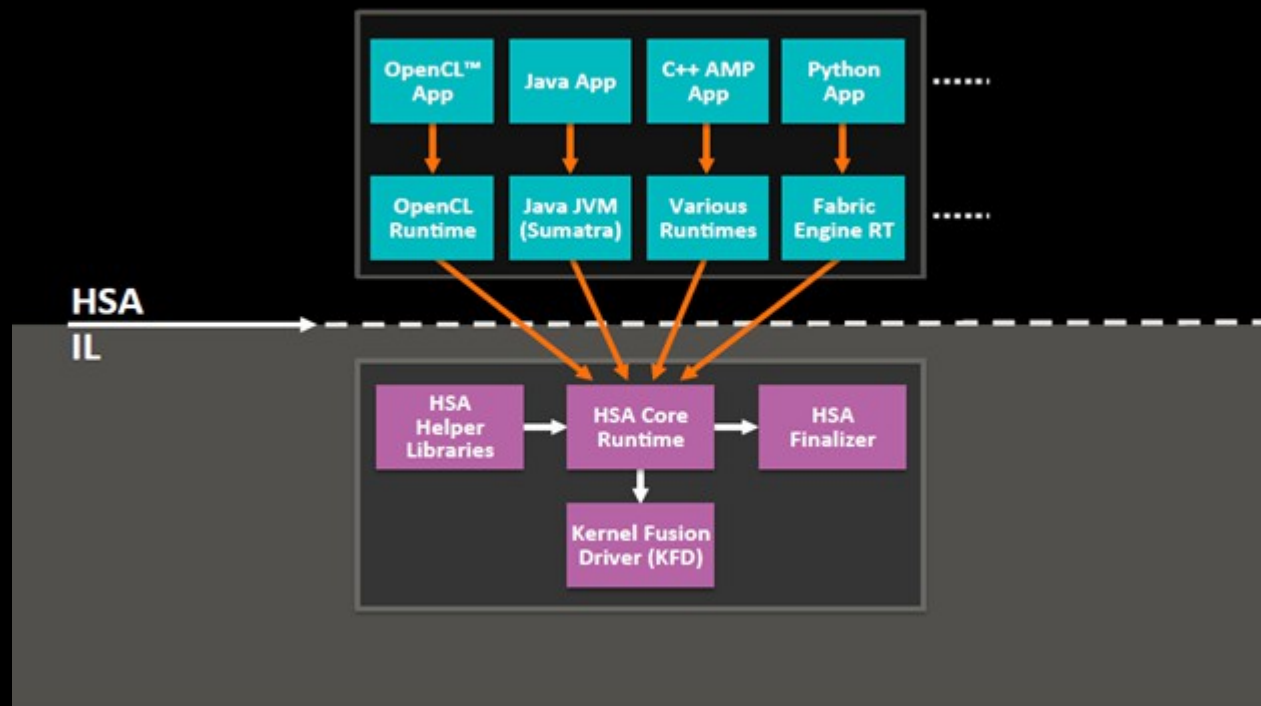 OpenCL™
App
Java App
C++ AMP
App
Python
App
OpenCL
Runtime
Java JVM
(Sumatra)
Various
Runtimes
Fabric
Engine RT
HSA
IL
HSA
Helper
Libraries
HSA Core
Runtime
HSA
Finalizer
Kernel Fusion
Driver (KFD)